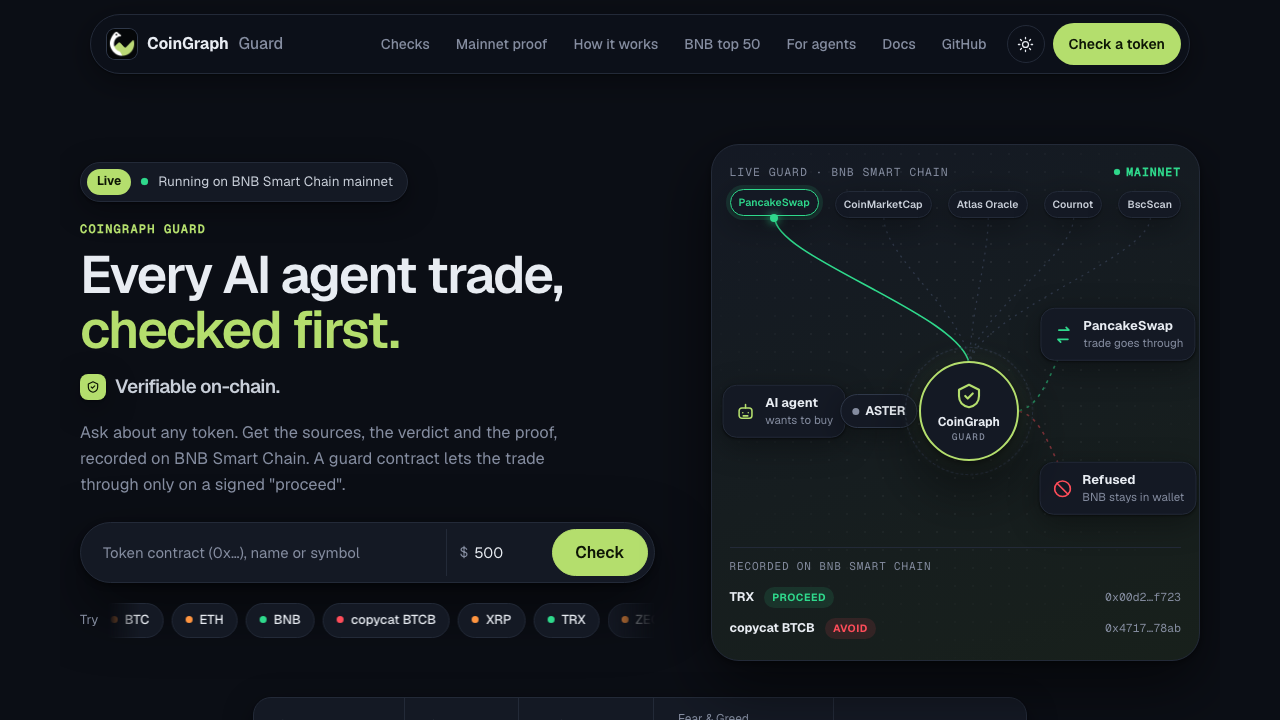 CoinGraph Guard
Checks
Mainnet proof
How it works
BNB top 50
For agents
Docs
GitHub
Check a token
Live
Running on BNB Smart Chain mainnet
COINGRAPH GUARD
Every AI agent trade,
checked first.
Verifiable on-chain.
Ask about any token. Get the sources, the verdict and the proof,
recorded on BNB Smart Chain. A guard contract lets the trade
through only on a signed "proceed".
Token contract (0x…), name or symbol
$ 500
Check
Try
BTC
ETH
BNB
copycat BTCB
XRP
TRX
LIVE GUARD · BNB SMART CHAIN
MAINNET
PancakeSwap
CoinMarketCap
Atlas Oracle
Cournot
BscScan
PancakeSwap
trade goes through
AI agent
wants to buy
ASTER
CoinGraph
GUARD
Refused
BNB stays in wallet
RECORDED ON BNB SMART CHAIN
TRX PROCEED 0x00d2…f723
copycat BTCB AVOID 0x4717…78ab
Fear & Greed